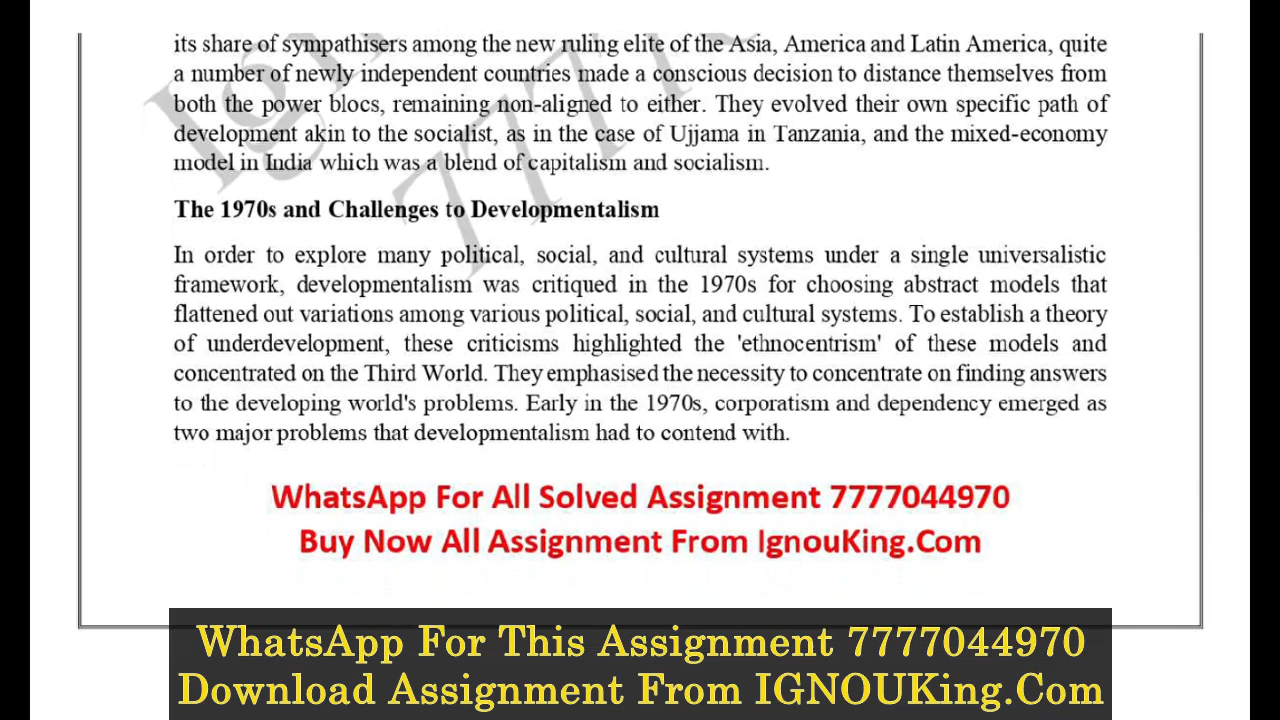 its share of sympathisers among the new ruling elite of the Asia, America and Latin America, quite
a number of newly independent countries made a conscious decision to distance themselves from
both the power blocs, remaining non-aligned to either. They evolved their own specific path of
development akin to the socialist, as in the case of Ujjama in Tanzania, and the mixed-economy
model in India which was a blend of capitalism and socialism.
The 1970s and Challenges to Developmentalism
In order to explore many political, social, and cultural systems under a single universalistic
framework, developmentalism was critiqued in the 1970s for choosing abstract models that
flattened out variations among various political, social, and cultural systems. To establish a theory
of underdevelopment, these criticisms highlighted the 'ethnocentrism' of these models and
concentrated on the Third World. They emphasised the necessity to concentrate on finding answers
to the developing world's problems. Early in the 1970s, corporatism and dependency emerged as
two major problems that developmentalism had to contend with.
WhatsApp For All Solved Assignment 7777044970
Buy Now All Assignment From IgnouKing.Com
WhatsApp For This Assignment 7777044970
Download Assignment From IGNOUKing.Com